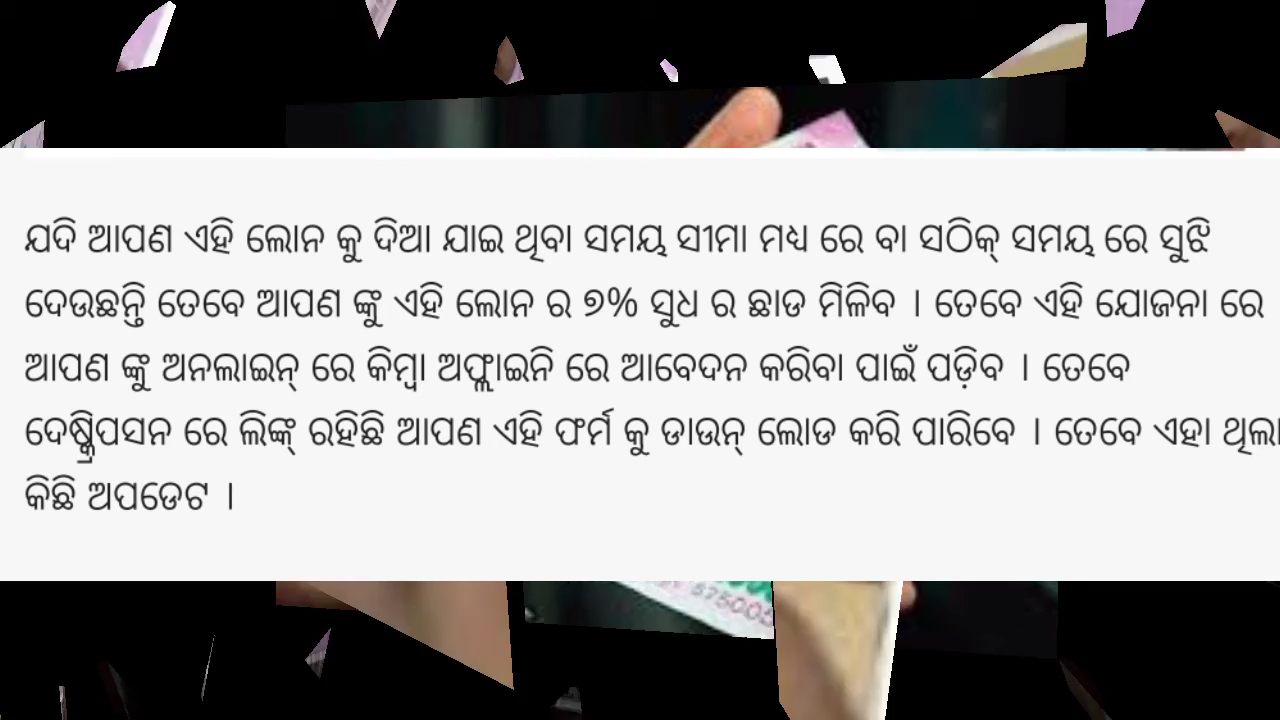 ଯଦି ଆପଣ ଏହି ଲୋନ କୁ ଦିଆ ଯାଇ ଥିବା ସମୟ ସୀମା ମଧ୍ୟ ରେ ବା ସଠିକ୍ ସମୟ ରେ ସୁଝି
ଦେଉଛନ୍ତି ତେବେ ଆପଣ ଙ୍କୁ ଏହି ଲୋନ ର ୭% ସୁଧ ର ଛାଡ ମିଳିବ । ତେବେ ଏହି ଯୋଜନା ରେ
ଆପଣ ଙ୍କୁ ଅନଲାଇନ୍ ରେ କିମ୍ବା ଅଫ୍ଲାଇନି ରେ ଆବେଦନ କରିବା ପାଇଁ ପଡ଼ିବ । ତେବେ
ଦେଷ୍କ୍ରିପସନ ରେ ଲିଙ୍କ୍ ରହିଛି ଆପଣ ଏହି ଫର୍ମ କୁ ଡାଉନ୍ ଲୋଡ କରି ପାରିବେ । ତେବେ ଏହା ଥିଲା
କିଛି ଅପଡେଟ ।